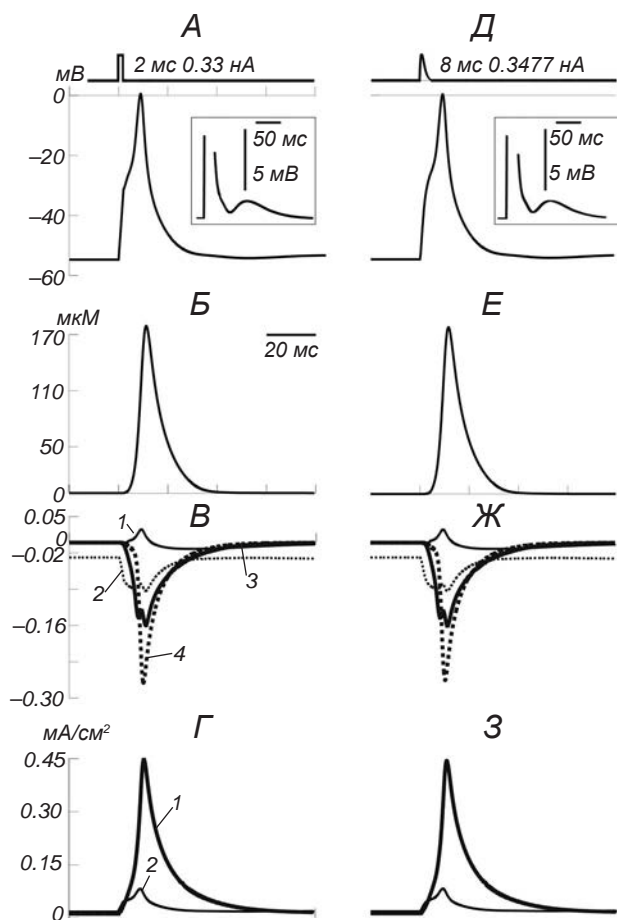 А Д
2 мс 0.33 нА 8 мс 0.3477 нА
мВ
0
50 мс 50 мс
–20
5 мВ 5 мВ
–40
–60
Б Е
мкМ
170
20 мс
110
50
0
В Ж
0.05
1
0
–0.02
3
2
–0.16
4
–0.30
мА/см²
Г З
0.45
1
0.30
0.15
2
0